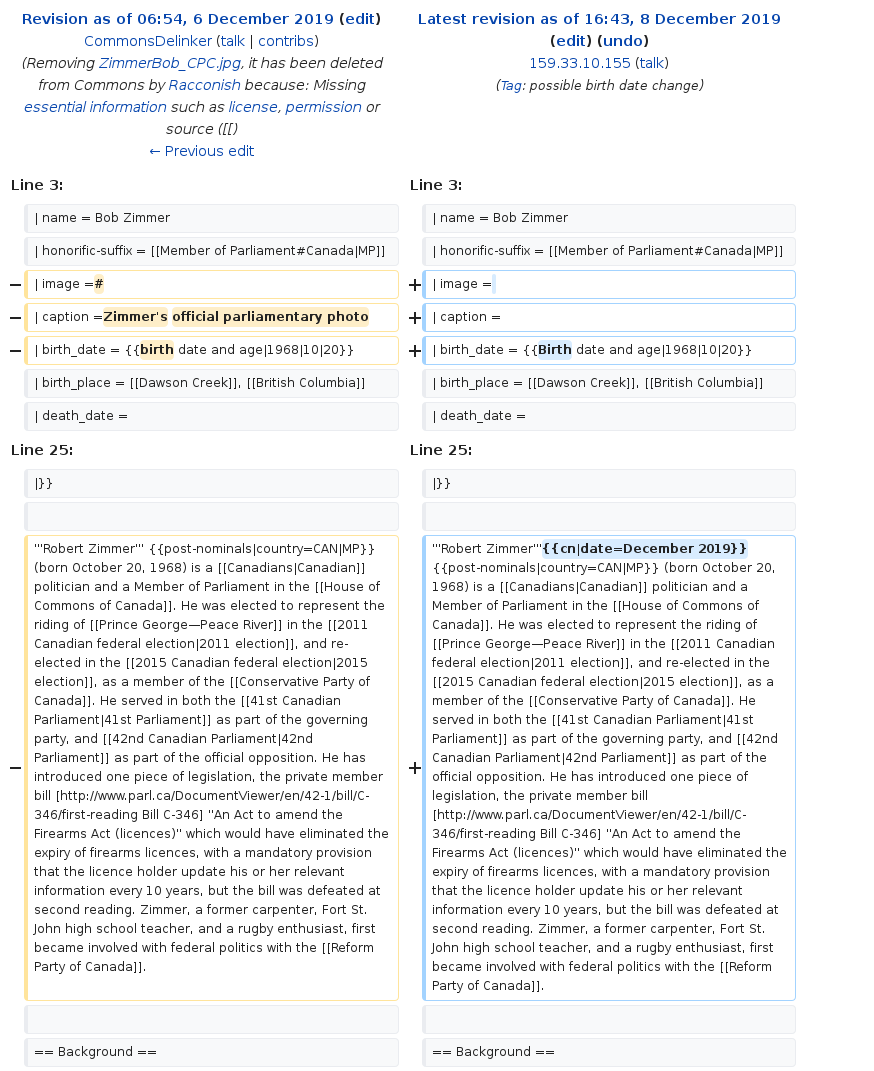 Revision as of 06:54, 6 December 2019 (edit)
CommonsDelinker (talk | contribs)
(Removing ZimmerBob_CPC.jpg, it has been deleted
from Commons by Racconish because: Missing
essential information such as license, permission or
source ([[)
← Previous edit
Latest revision as of 16:43, 8 December 2019
(edit) (undo)
159.33.10.155 (talk)
(Tag: possible birth date change)
Line 3:
Line 3:
| name = Bob Zimmer
| name = Bob Zimmer
| honorific-suffix = [[Member of Parliament#Canada|MP]]
| honorific-suffix = [[Member of Parliament#Canada|MP]]
− | image =#
+ | image =
− | caption =Zimmer's official parliamentary photo
+ | caption =
− | birth_date = {{birth date and age|1968|10|20}}
+ | birth_date = {{Birth date and age|1968|10|20}}
| birth_place = [[Dawson Creek]], [[British Columbia]]
| birth_place = [[Dawson Creek]], [[British Columbia]]
| death_date =
| death_date =
Line 25:
Line 25:
|}}
|}}
−
'''Robert Zimmer''' {{post-nominals|country=CAN|MP}}
(born October 20, 1968) is a [[Canadians|Canadian]]
politician and a Member of Parliament in the [[House of
Commons of Canada]]. He was elected to represent the
riding of [[Prince George—Peace River]] in the [[2011
Canadian federal election|2011 election]], and re-
elected in the [[2015 Canadian federal election|2015
election]], as a member of the [[Conservative Party of
Canada]]. He served in both the [[41st Canadian
Parliament|41st Parliament]] as part of the governing
party, and [[42nd Canadian Parliament|42nd
Parliament]] as part of the official opposition. He has
introduced one piece of legislation, the private member
bill [http://www.parl.ca/DocumentViewer/en/42-1/bill/C-
346/first-reading Bill C-346] "An Act to amend the
Firearms Act (licences)" which would have eliminated the
expiry of firearms licences, with a mandatory provision
that the licence holder update his or her relevant
information every 10 years, but the bill was defeated at
second reading. Zimmer, a former carpenter, Fort St.
John high school teacher, and a rugby enthusiast, first
became involved with federal politics with the [[Reform
Party of Canada]].
+
'''Robert Zimmer'''{{cn|date=December 2019}}
{{post-nominals|country=CAN|MP}} (born October 20,
1968) is a [[Canadians|Canadian]] politician and a
Member of Parliament in the [[House of Commons of
Canada]]. He was elected to represent the riding of
[[Prince George—Peace River]] in the [[2011 Canadian
federal election|2011 election]], and re-elected in the
[[2015 Canadian federal election|2015 election]], as a
member of the [[Conservative Party of Canada]]. He
served in both the [[41st Canadian Parliament|41st
Parliament]] as part of the governing party, and [[42nd
Canadian Parliament|42nd Parliament]] as part of the
official opposition. He has introduced one piece of
legislation, the private member bill
[http://www.parl.ca/DocumentViewer/en/42-1/bill/C-
346/first-reading Bill C-346] "An Act to amend the
Firearms Act (licences)" which would have eliminated the
expiry of firearms licences, with a mandatory provision
that the licence holder update his or her relevant
information every 10 years, but the bill was defeated at
second reading. Zimmer, a former carpenter, Fort St.
John high school teacher, and a rugby enthusiast, first
became involved with federal politics with the [[Reform
Party of Canada]].
== Background ==
== Background ==